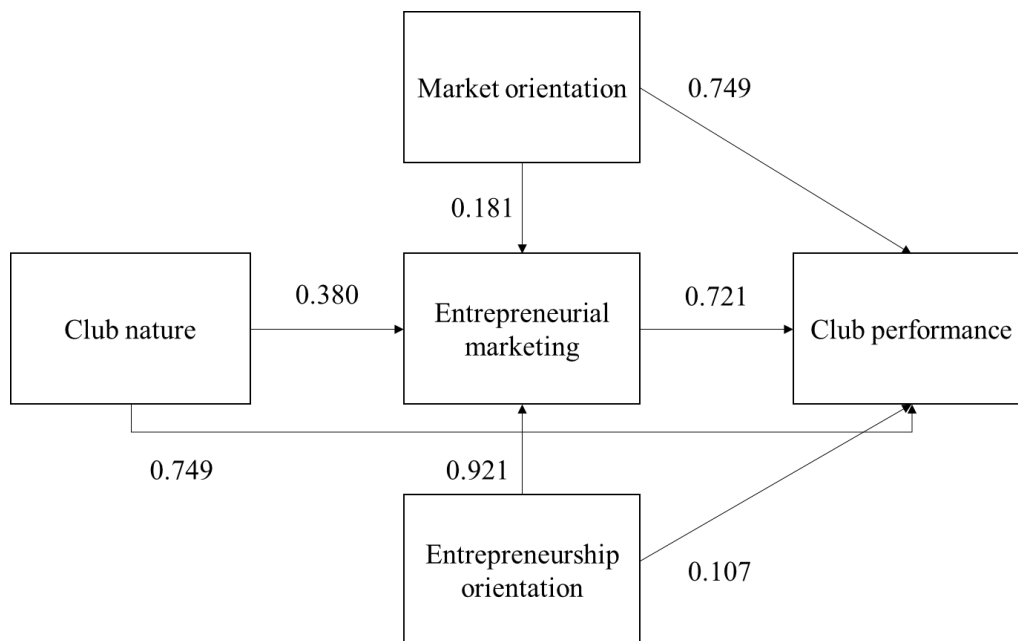 Market orientation
0.749
0.181
Club nature
0.380
Entrepreneurial
marketing
0.721
Club performance
0.749
0.921
Entrepreneurship
orientation
0.107